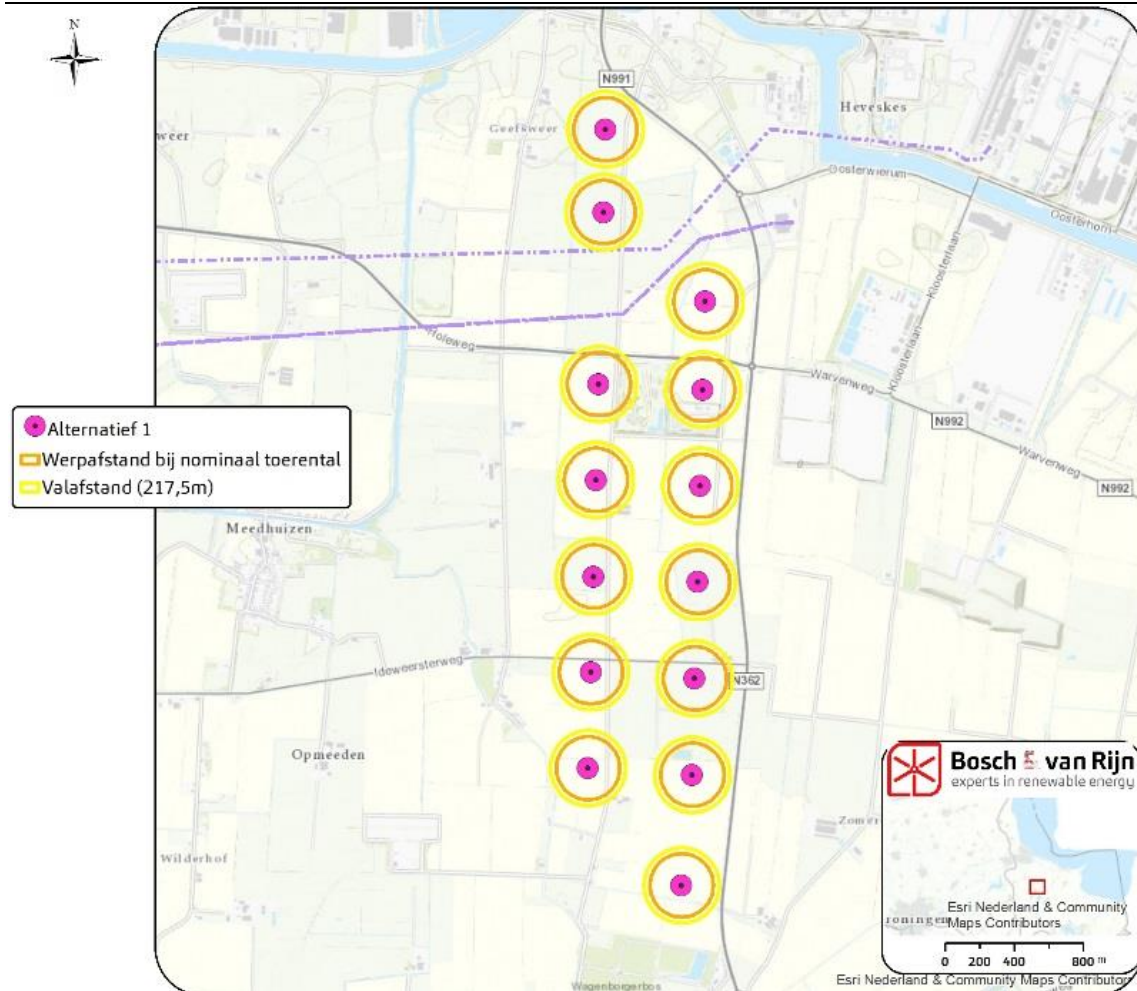 N
N991
Heveskes
Geefsweer
weer
Oosterwierum
Oosterhorn
Kloosterlaan
Holeweg
Kloosterlaan
Warvenweg
N992
Warvenweg
N992
Alternatief 1
Werpafstand bij nominaal toerental
Valafstand (217,5m)
Meedhuizen
Ideweersterweg
N362
Opmeeden
Bosch & van Rijn
experts in renewable energy
Zomer
Wilderhof
Esri Nederland & Community
roningen
Maps Contributors
0 200 400 800 m
Wagenborgerbos
Esri Nederland & Community Maps Contributors